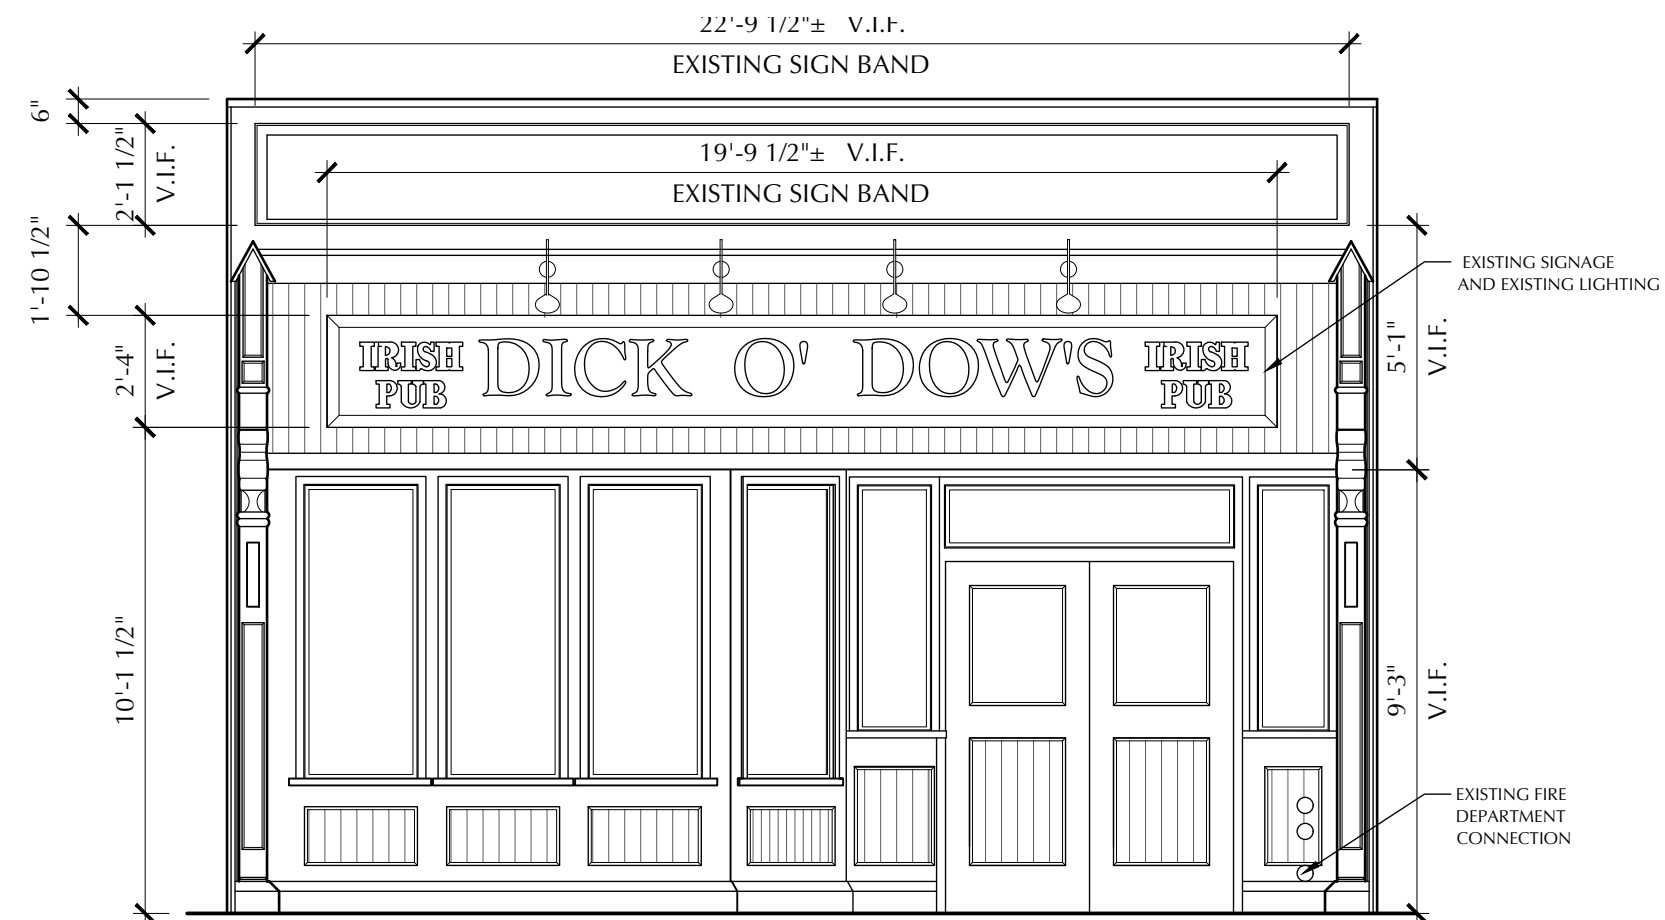 22'-9 1/2"± V.I.F.
EXISTING SIGN BAND
6"
2'-1 1/2"
V.I.F.
19'-9 1/2"± V.I.F.
EXISTING SIGN BAND
1'-10 1/2"
EXISTING SIGNAGE
AND EXISTING LIGHTING
2'-4"
V.I.F.
IRISH
PUB
DICK O' DOW'S
IRISH
PUB
5'-1"
V.I.F.
10'-1 1/2"
9'-3"
V.I.F.
EXISTING FIRE
DEPARTMENT
CONNECTION